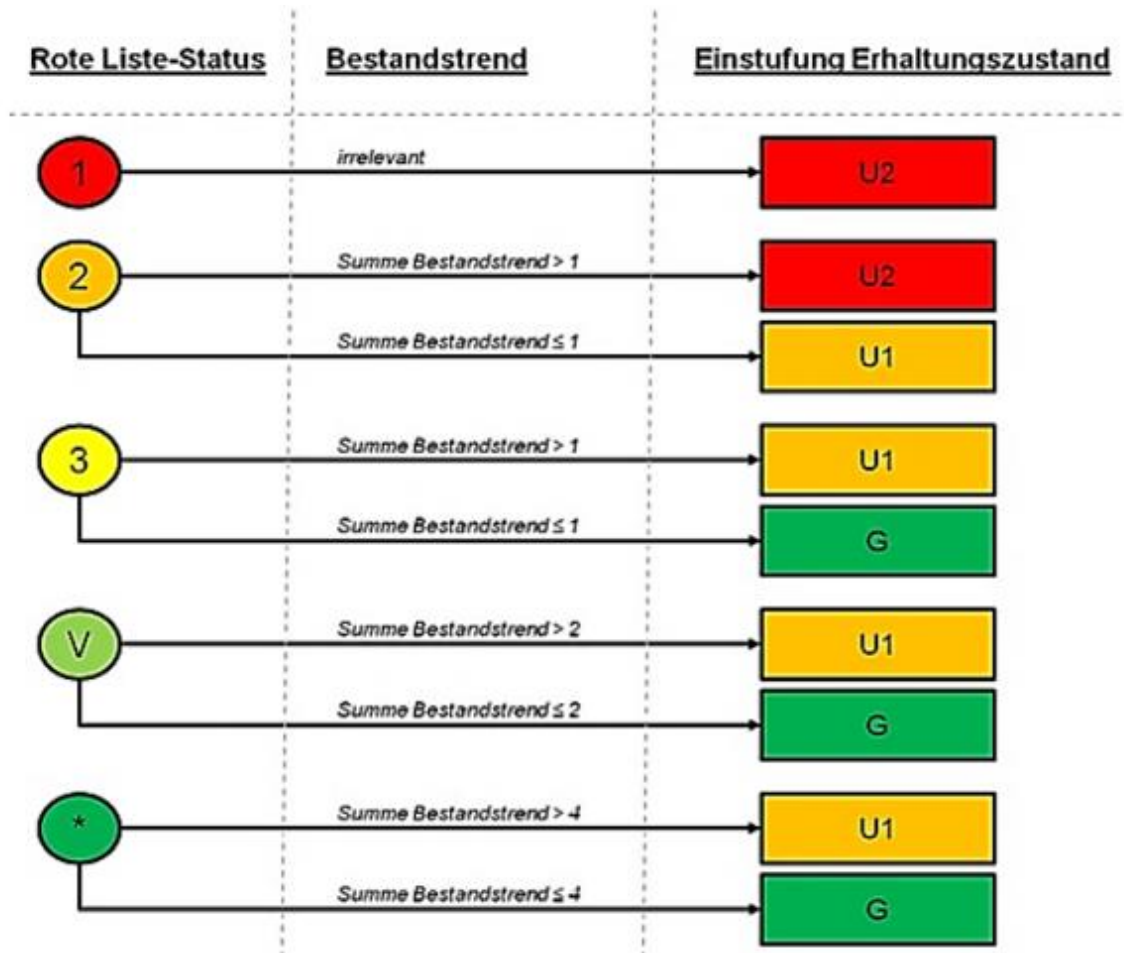 Rote Liste-Status Bestandstrend Einstufung Erhaltungszustand
1 irrelevant U2
2 Summe Bestandstrend > 1 U2
Summe Bestandstrend ≤ 1 U1
3 Summe Bestandstrend > 1 U1
Summe Bestandstrend ≤ 1 G
V Summe Bestandstrend > 2 U1
Summe Bestandstrend ≤ 2 G
* Summe Bestandstrend > 4 U1
Summe Bestandstrend ≤ 4 G